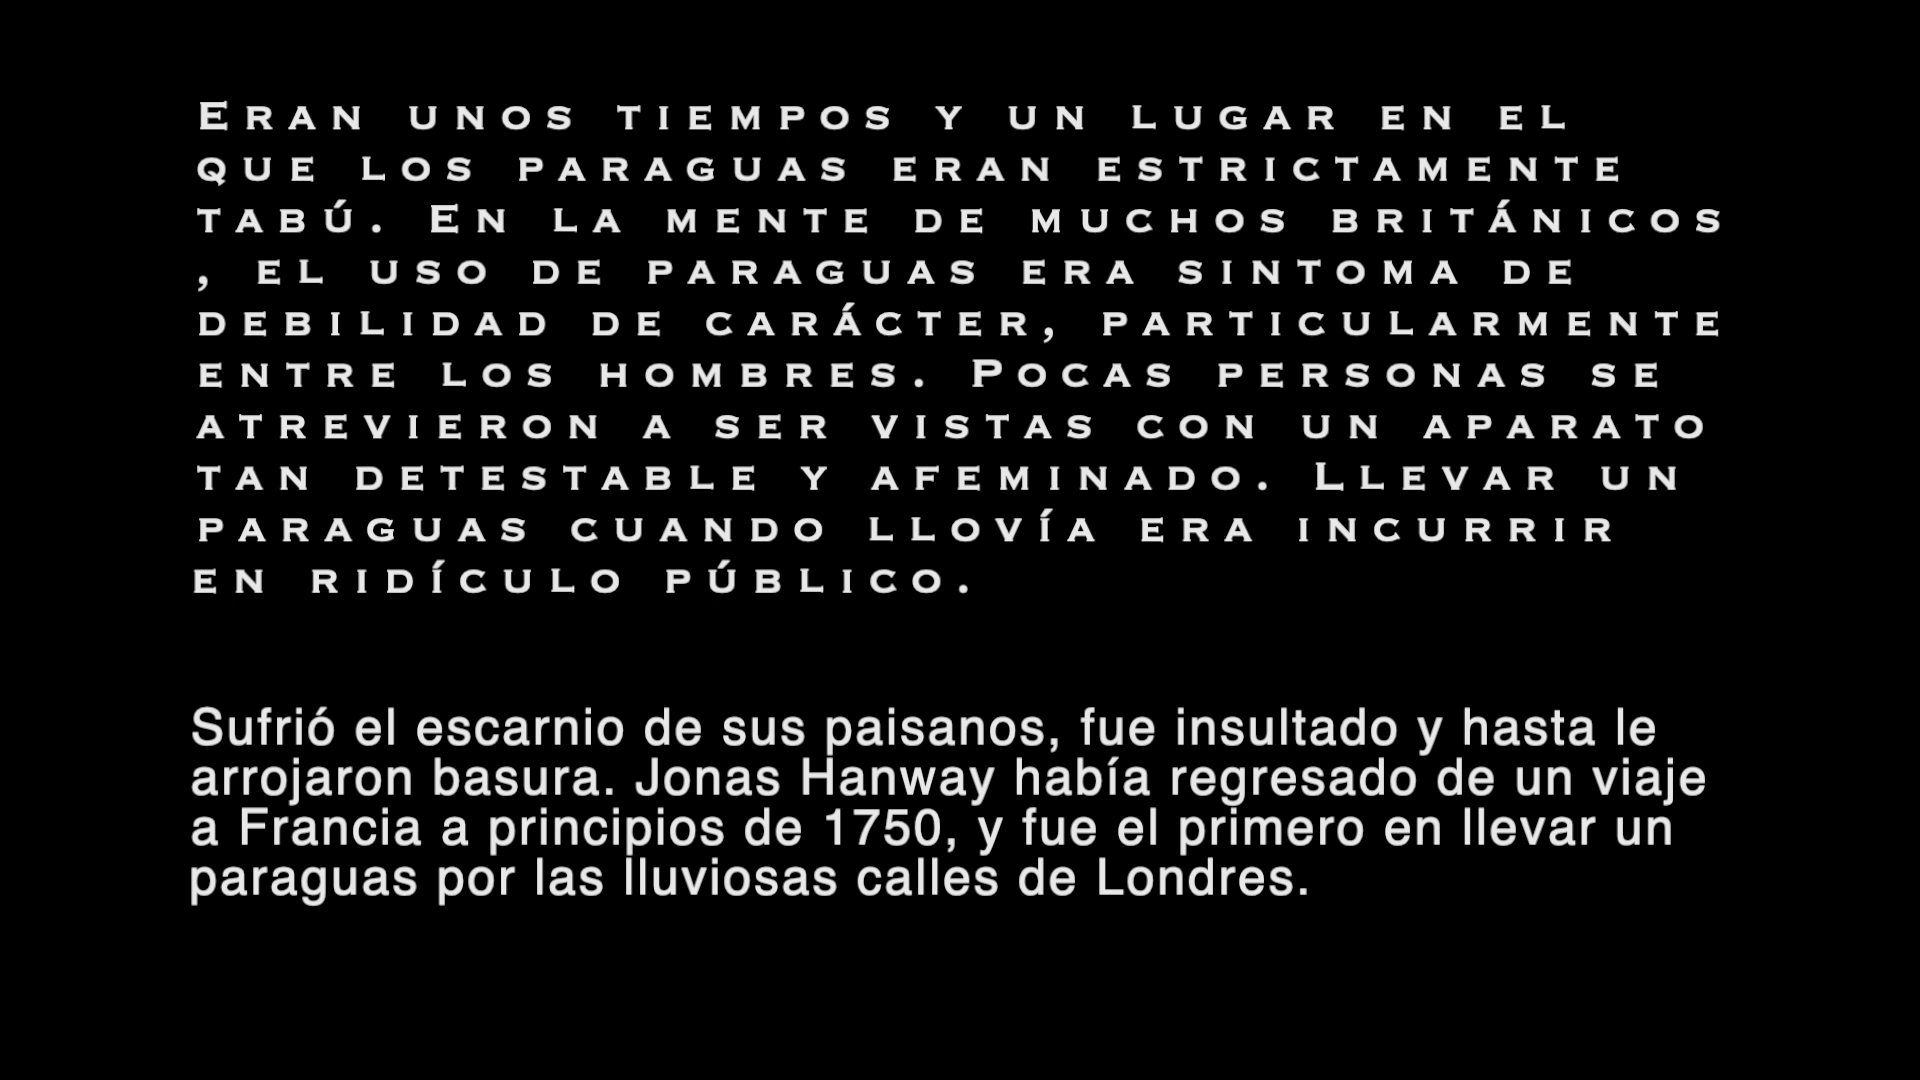 Eran unos tiempos y un lugar en el
que los paraguas eran estrictamente
tabú. En la mente de muchos británicos
, el uso de paraguas era sintoma de
debilidad de carácter, particularmente
entre los hombres. Pocas personas se
atrevieron a ser vistas con un aparato
tan detestable y afeminado. Llevar un
paraguas cuando llovía era incurrir
en ridículo público.
Sufrió el escarnio de sus paisanos, fue insultado y hasta le
arrojaron basura. Jonas Hanway había regresado de un viaje
a Francia a principios de 1750, y fue el primero en llevar un
paraguas por las lluviosas calles de Londres.